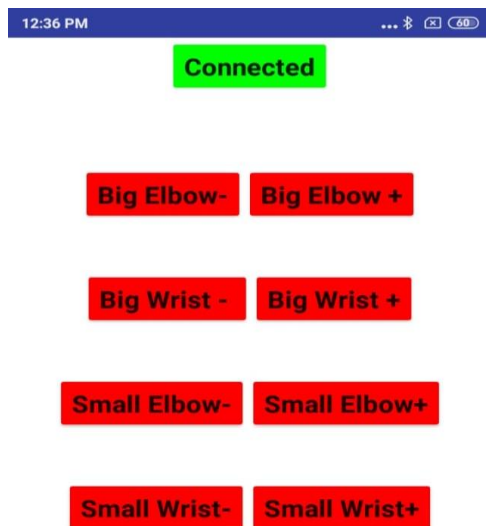 12:36 PM ... 60
Connected
Big Elbow- Big Elbow +
Big Wrist - Big Wrist +
Small Elbow- Small Elbow+
Small Wrist- Small Wrist+